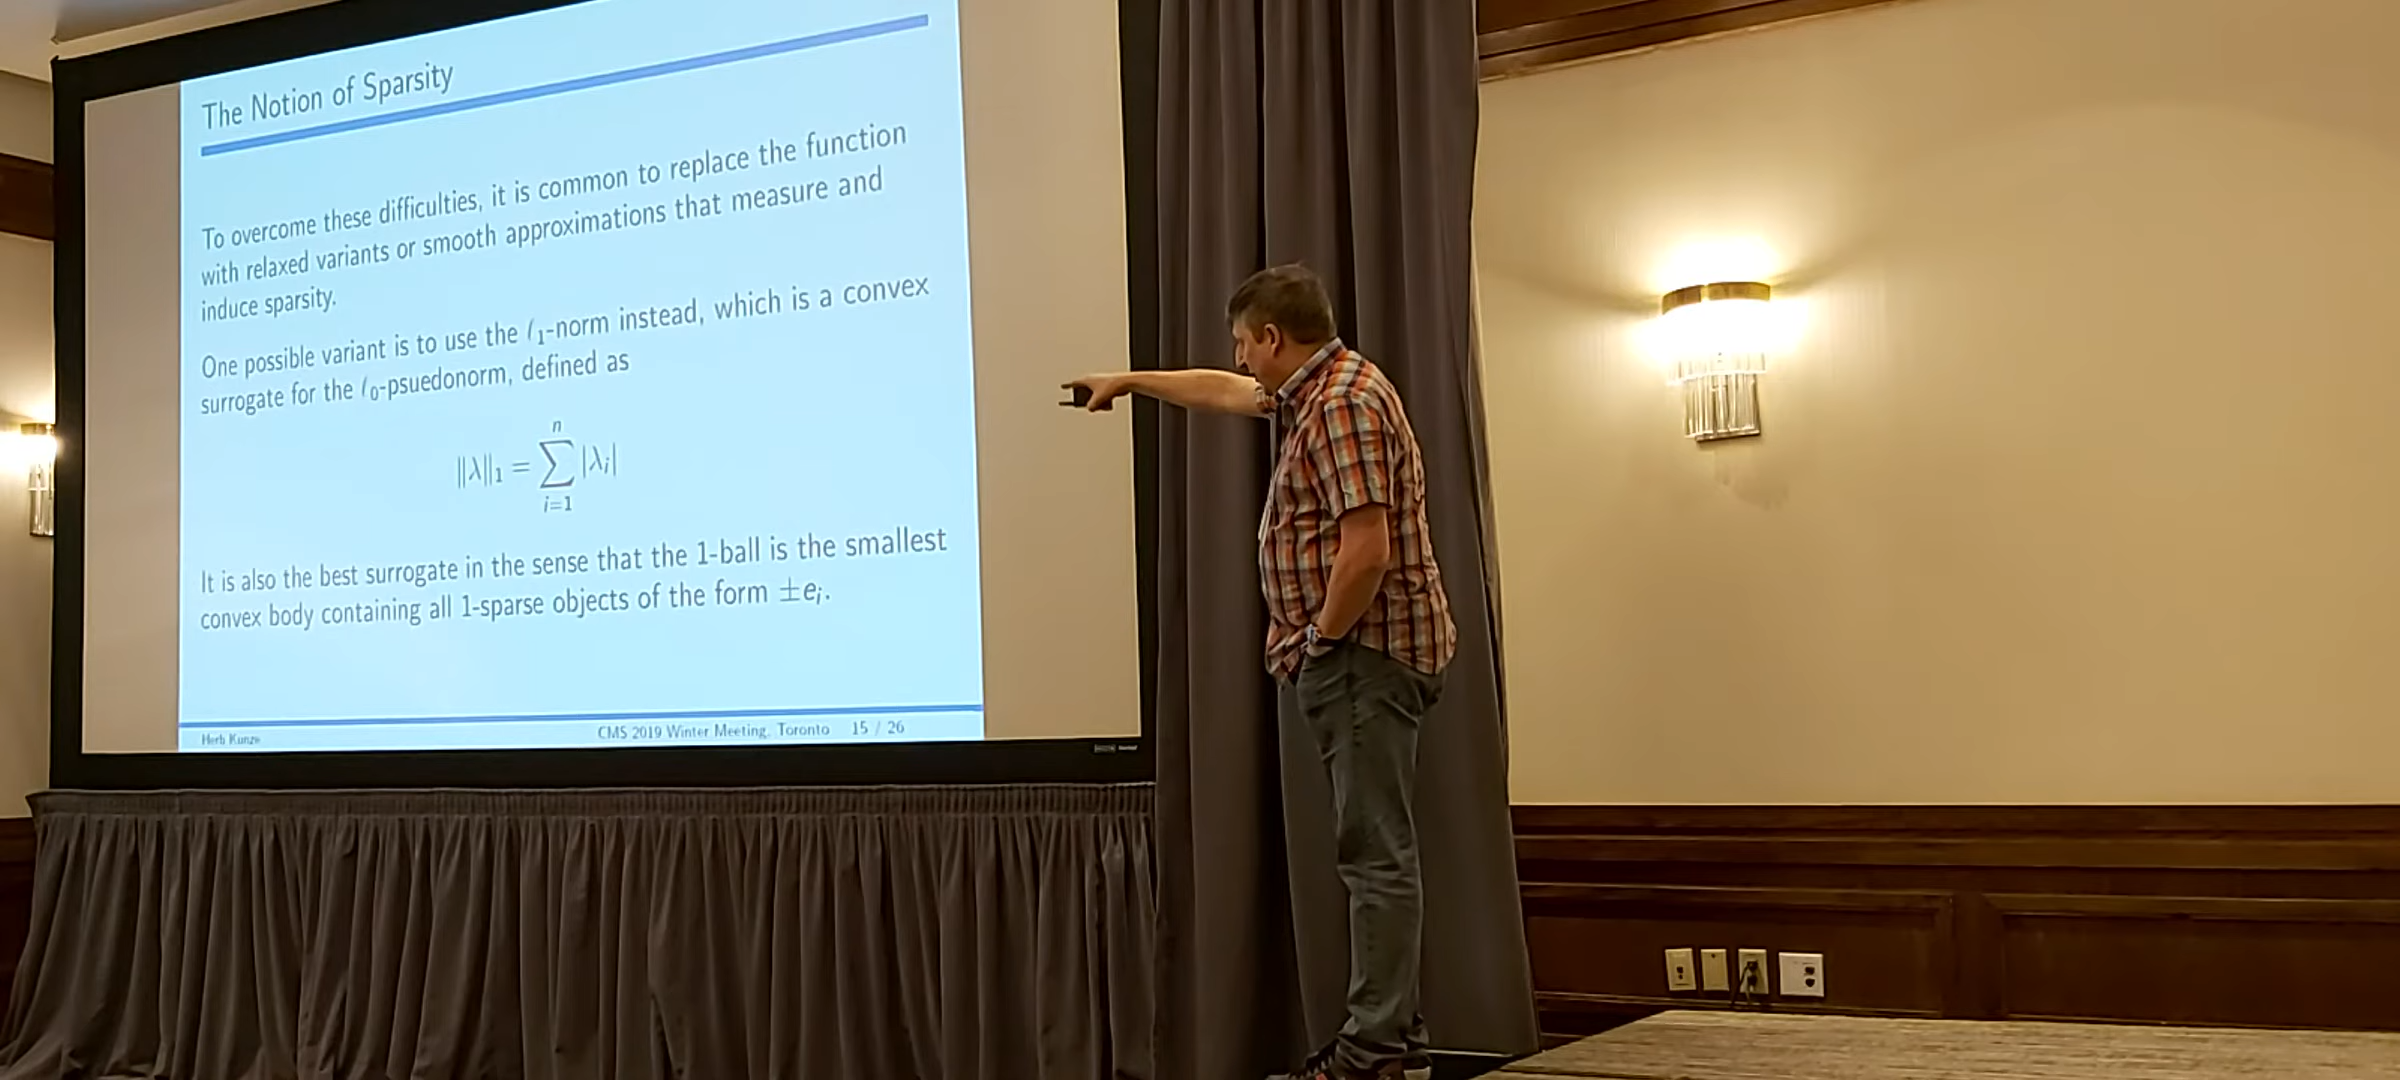 The Notion of Sparsity
To overcome these difficulties, it is common to replace the function
with relaxed variants or smooth approximations that measure and
induce sparsity.
One possible variant is to use the l₁-norm instead, which is a convex
surrogate for the l₀-psuedonorm, defined as
n
‖λ‖₁ = ∑ |λᵢ|
i=1
It is also the best surrogate in the sense that the 1-ball is the smallest
convex body containing all 1-sparse objects of the form ±eᵢ.
Herb Kunze CMS 2019 Winter Meeting, Toronto 15 / 26